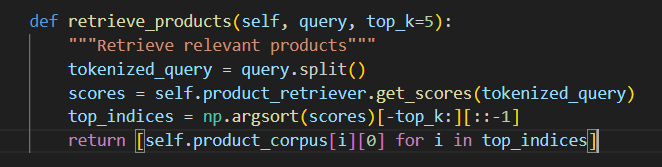 def retrieve_products(self, query, top_k=5):
    """Retrieve relevant products"""
    tokenized_query = query.split()
    scores = self.product_retriever.get_scores(tokenized_query)
    top_indices = np.argsort(scores)[-top_k:][::-1]
    return [self.product_corpus[i][0] for i in top_indices]